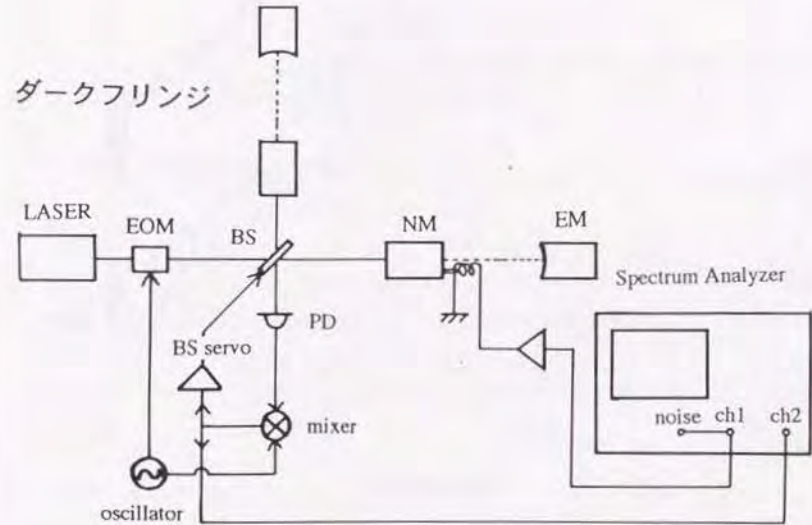 ダークフリンジ
LASER
EOM
BS
NM
EM
Spectrum Analyzer
PD
BS servo
noise
ch1
ch2
mixer
oscillator